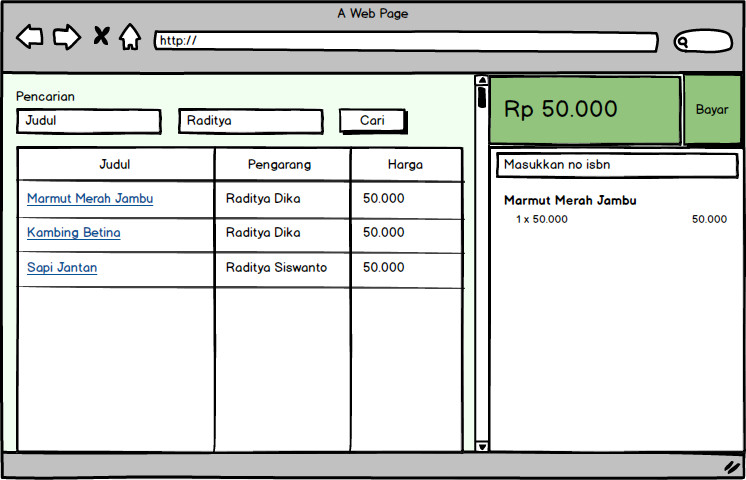 A Web Page
http://
Pencarian
Judul
Raditya
Cari
Judul Pengarang Harga
Marmut Merah Jambu Raditya Dika 50.000
Kambing Betina Raditya Dika 50.000
Sapi Jantan Raditya Siswanto 50.000
Rp 50.000
Bayar
Masukkan no isbn
Marmut Merah Jambu
1 x 50.000 50.000